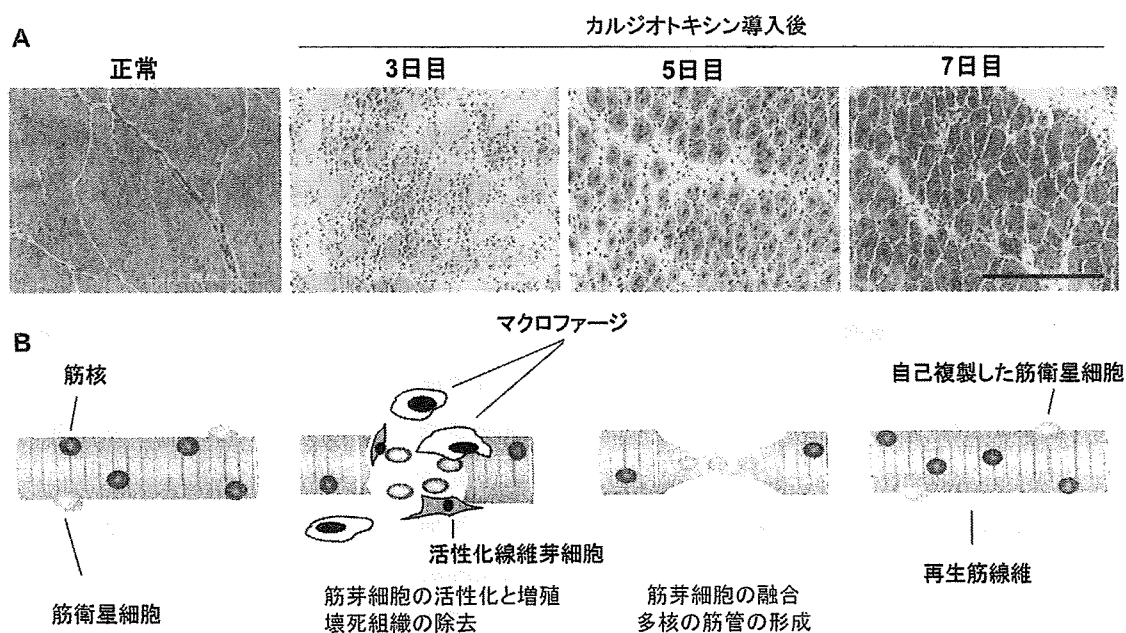 カルジオトキシン導入後
A
正常
3日目
5日目
7日目
マクロファージ
B
筋核
自己複製した筋衛星細胞
活性化線維芽細胞
再生筋線維
筋衛星細胞
筋芽細胞の活性化と増殖
壊死組織の除去
筋芽細胞の融合
多核の筋管の形成